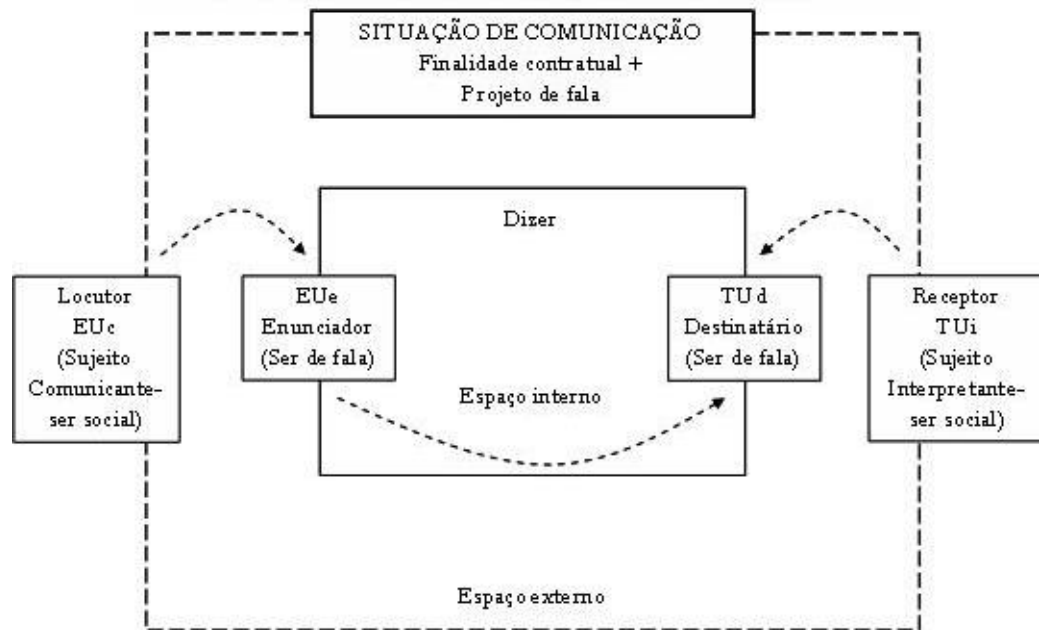 SITUAÇÃO DE COMUNICAÇÃO
Finalidade contratual +
Projeto de fala
Dizer
Locutor
EUc
(Sujeito
Comunicante-
ser social)
EUe
Enunciador
(Ser de fala)
TUd
Destinatário
(Ser de fala)
Receptor
TUi
(Sujeito
Interpretante-
ser social)
Espaço interno
Espaço externo